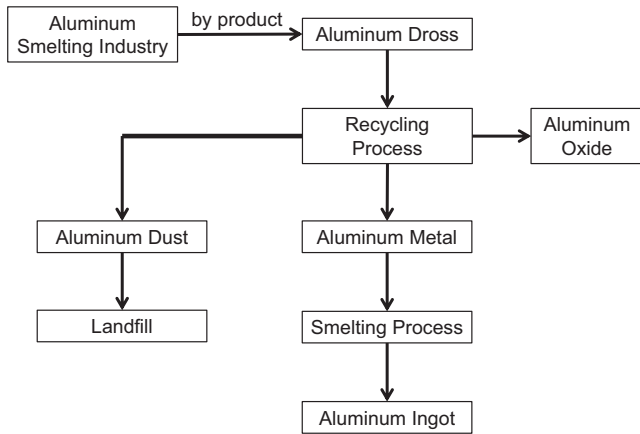 Aluminum
Smelting Industry
by product
Aluminum Dross
Recycling
Process
Aluminum
Oxide
Aluminum Dust
Aluminum Metal
Landfill
Smelting Process
Aluminum Ingot